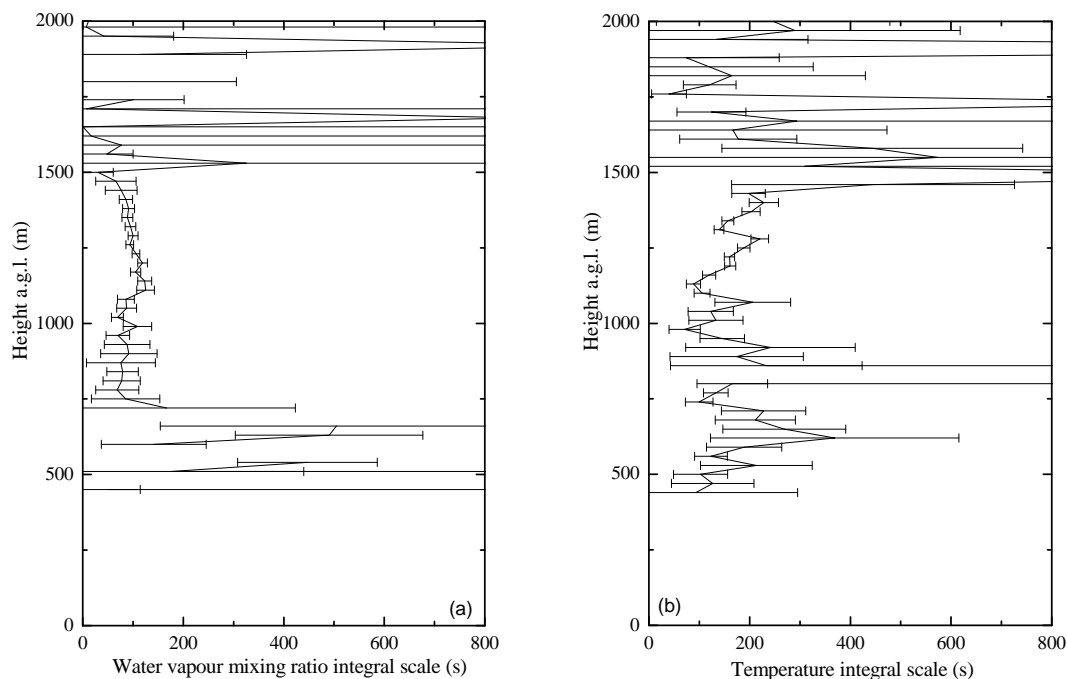 2000
1500
1000
500
0
Height a.g.l. (m)
(a)
0 200 400 600 800
Water vapour mixing ratio integral scale (s)
2000
1500
1000
500
0
Height a.g.l. (m)
(b)
0 200 400 600 800
Temperature integral scale (s)